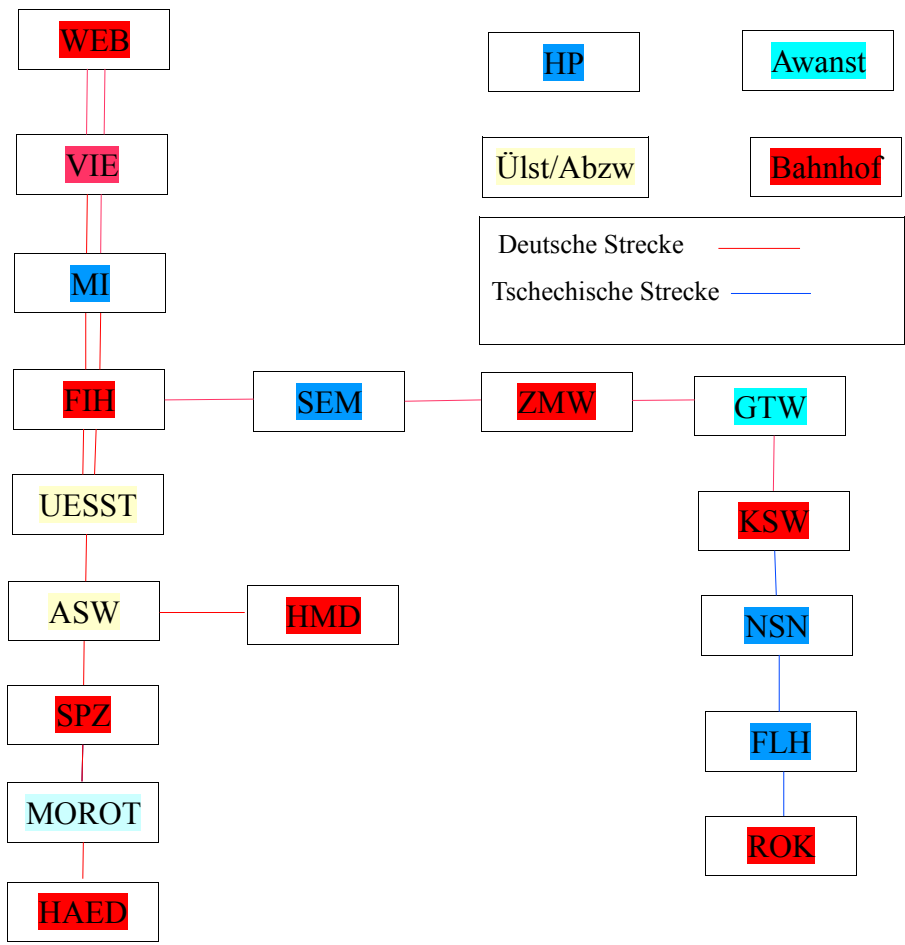 WEB
HP
Awanst
VIE
Ülst/Abzw
Bahnhof
Deutsche Strecke
Tschechische Strecke
MI
FIH
SEM
ZMW
GTW
UESST
KSW
ASW
HMD
NSN
SPZ
FLH
MOROT
ROK
HAED